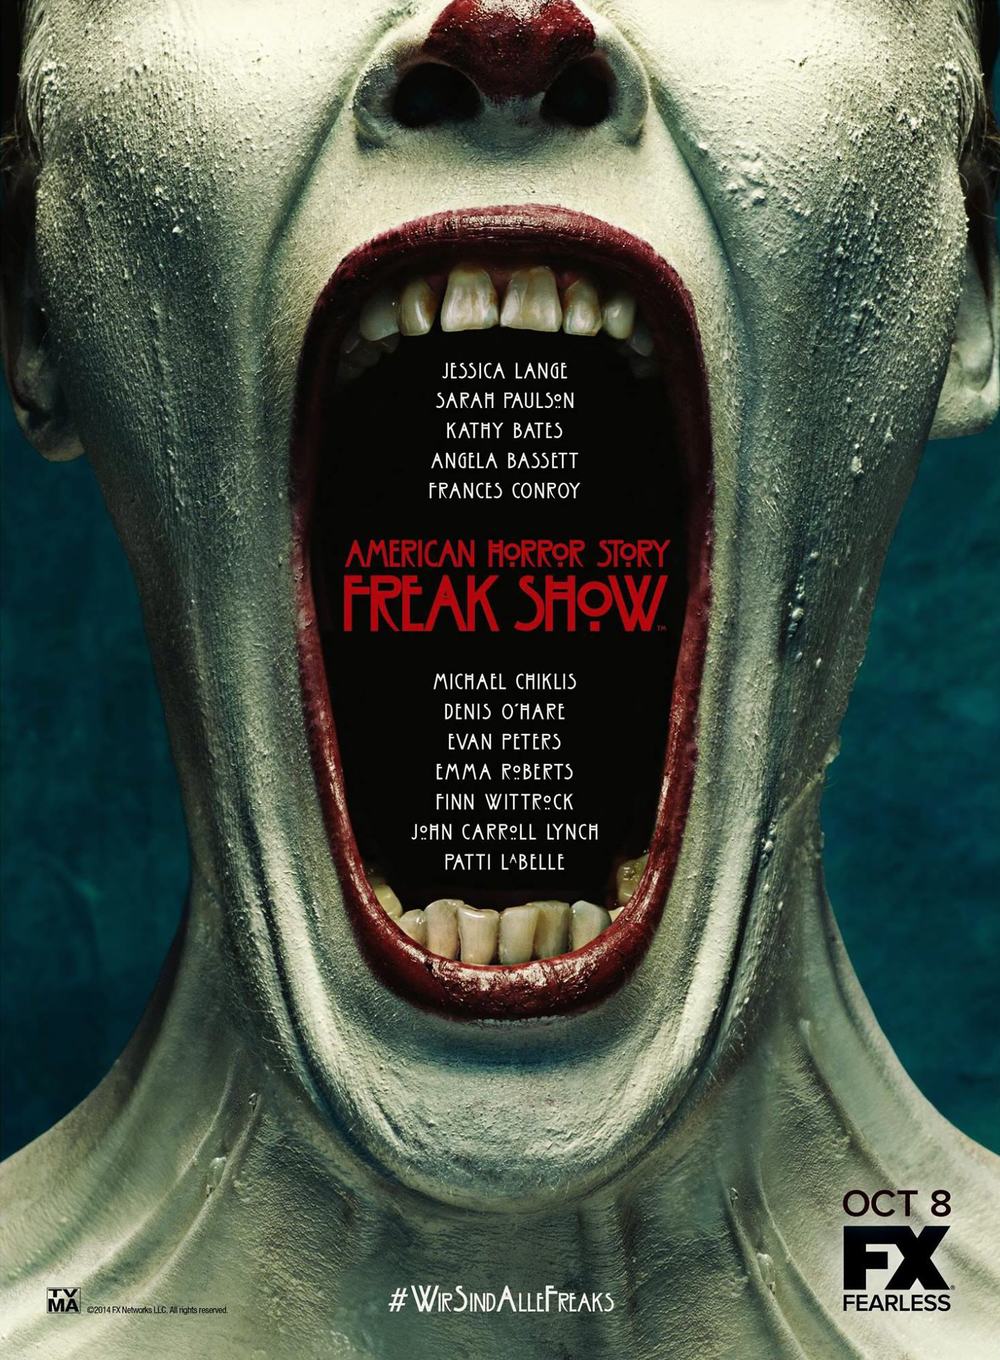 JESSICA LANGE
SARAH PAULSON
KATHY BATES
ANGELA BASSETT
FRANCES CONROY
AMERICAN HORROR STORY
FREAK SHOW™
MICHAEL CHIKLIS
DENIS O'HARE
EVAN PETERS
EMMA ROBERTS
FINN WITTROCK
JOHN CARROLL LYNCH
PATTI LABELLE
OCT 8
FX®
FEARLESS
TV
MA
©2014 FX Networks LLC. All rights reserved.
#WIRSINDALLEFREAKS